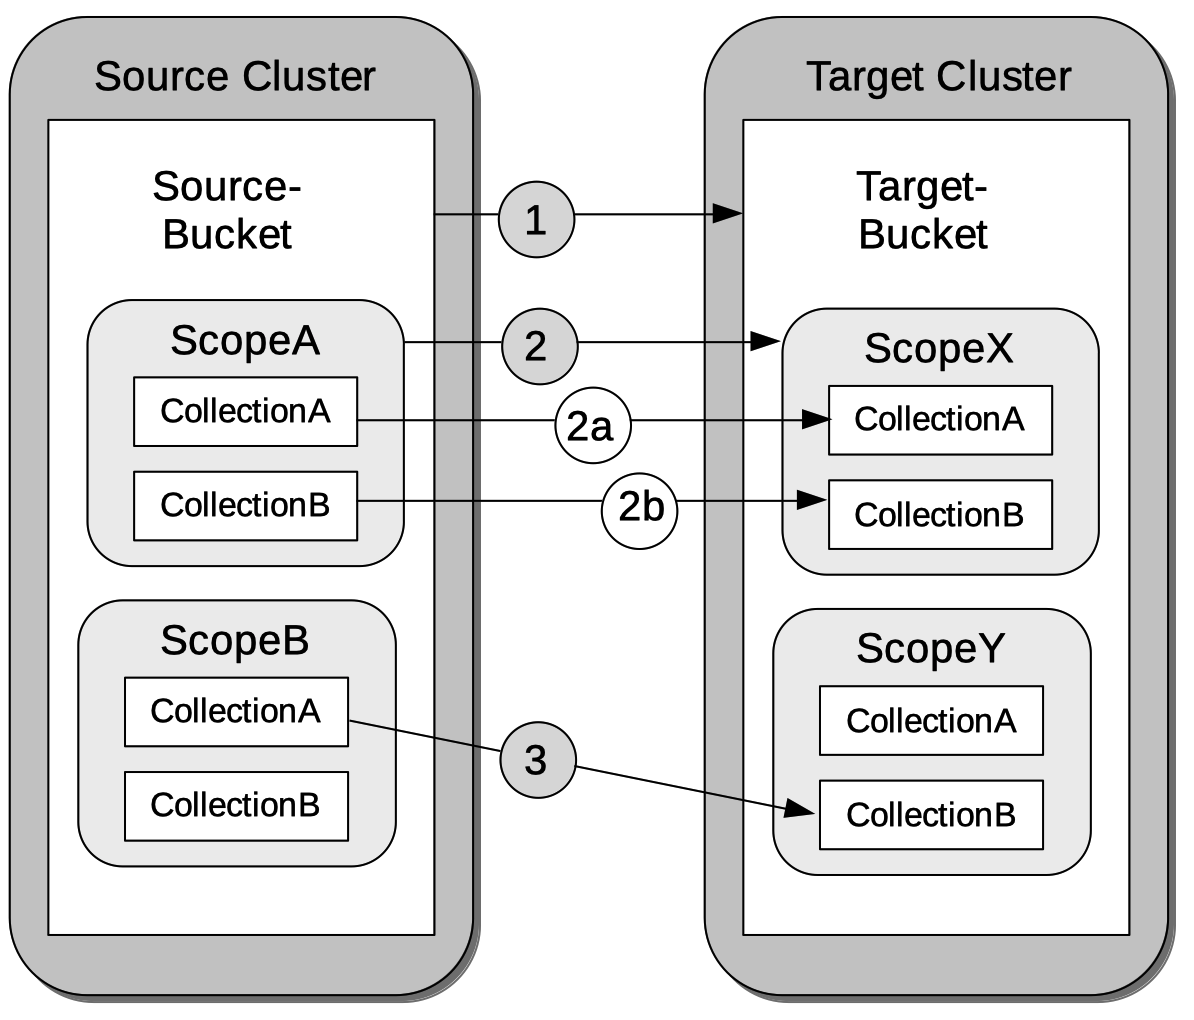 Source Cluster
Source-
Bucket
ScopeA
CollectionA
CollectionB
ScopeB
CollectionA
CollectionB
1
2
2a
2b
3
Target Cluster
Target-
Bucket
ScopeX
CollectionA
CollectionB
ScopeY
CollectionA
CollectionB